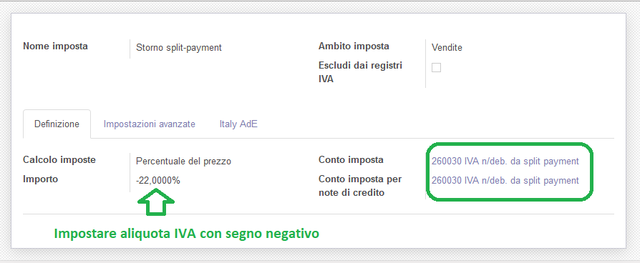 Nome imposta Storno split-payment Ambito imposta Vendite
Escludi dai registri
IVA
Definizione Impostazioni avanzate Italy AdE
Calcolo imposte Percentuale del prezzo Conto imposta 260030 IVA n/deb. da split payment
Importo -22,0000% Conto imposta per 260030 IVA n/deb. da split payment
note di credito
Impostare aliquota IVA con segno negativo